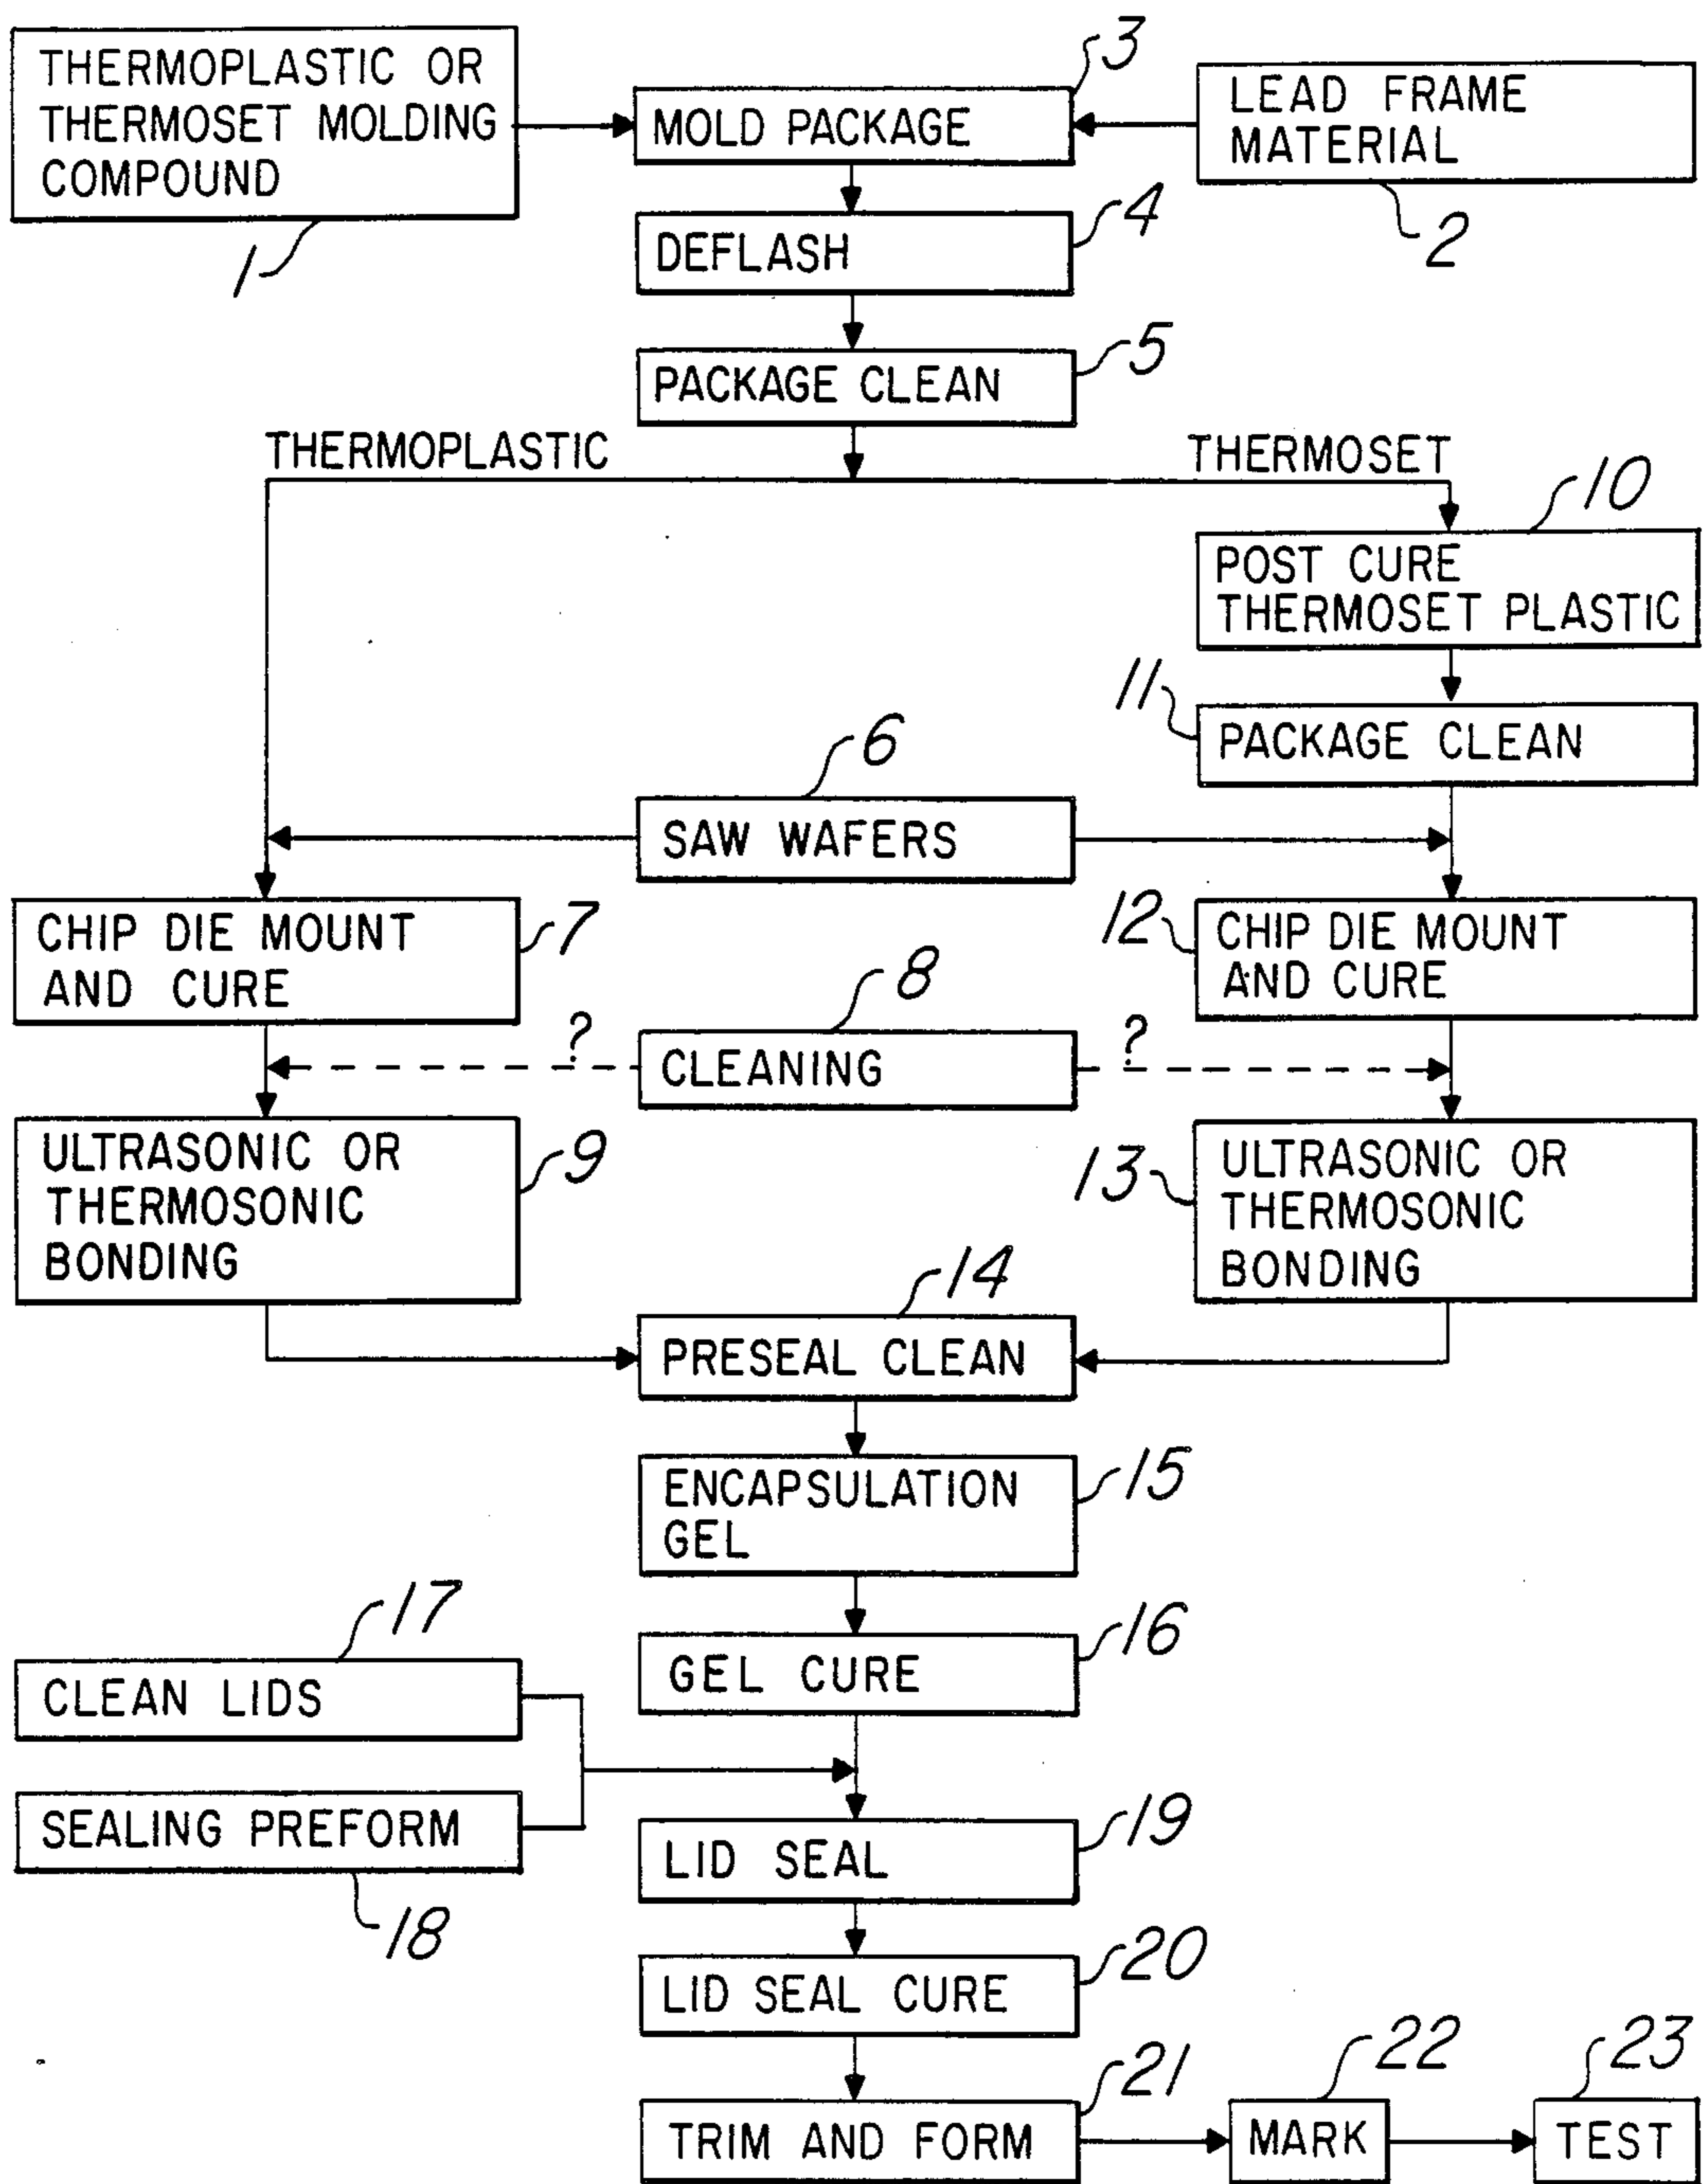 THERMOPLASTIC OR
THERMOSET MOLDING
COMPOUND
1
3
MOLD PACKAGE
LEAD FRAME
MATERIAL
2
4
DEFLASH
5
PACKAGE CLEAN
THERMOPLASTIC
THERMOSET
10
POST CURE
THERMOSET PLASTIC
11
PACKAGE CLEAN
6
SAW WAFERS
CHIP DIE MOUNT
AND CURE
7
12
CHIP DIE MOUNT
AND CURE
8
?
CLEANING
?
ULTRASONIC OR
THERMOSONIC
BONDING
9
13
ULTRASONIC OR
THERMOSONIC
BONDING
14
PRESEAL CLEAN
15
ENCAPSULATION
GEL
16
GEL CURE
17
CLEAN LIDS
SEALING PREFORM
18
19
LID SEAL
20
LID SEAL CURE
21
TRIM AND FORM
22
MARK
23
TEST